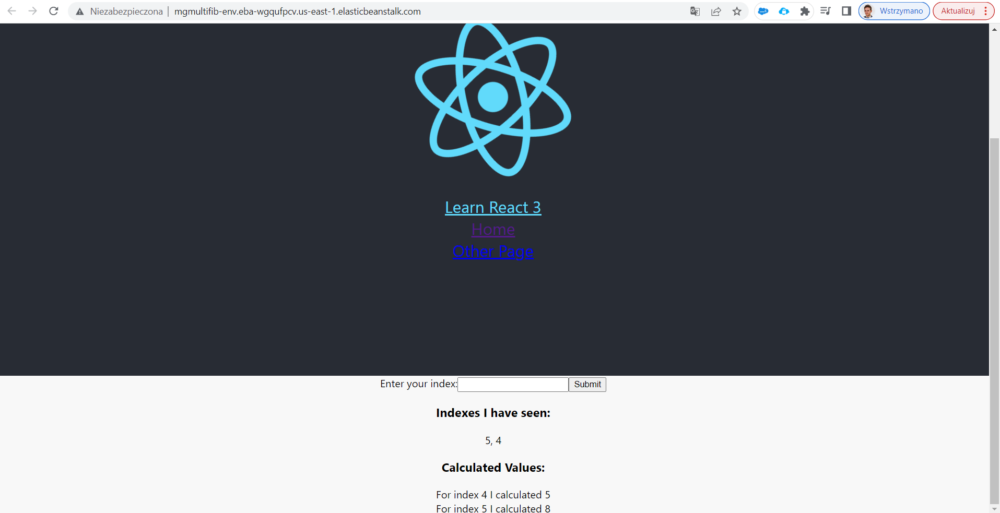 Niezabezpieczona | mgmultifib-env.eba-wgqufpcv.us-east-1.elasticbeanstalk.com Wstrzymano Aktualizuj
Learn React 3
Home
Other Page
Enter your index: Submit
Indexes I have seen:
5, 4
Calculated Values:
For index 4 I calculated 5
For index 5 I calculated 8